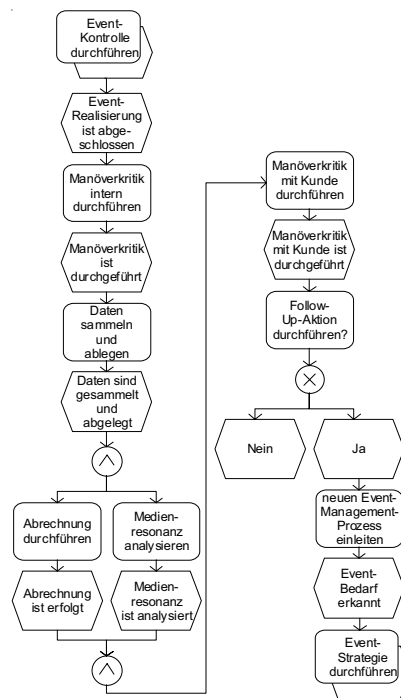 Event-
Kontrolle
durchführen
Event-
Realisierung
ist abge-
schlossen
Manöverkritik
intern
durchführen
Manöverkritik
ist
durchgeführt
Daten
sammeln
und
ablegen
Daten sind
gesammelt
und
abgelegt
Abrechnung
durchführen
Medien-
resonanz
analysieren
Abrechnung
ist erfolgt
Medien-
resonanz
ist analysiert
Manöverkritik
mit Kunde
durchführen
Manöverkritik
mit Kunde ist
durchgeführt
Follow-
Up-Aktion
durchführen?
Nein
Ja
neuen Event-
Management-
Prozess
einleiten
Event-
Bedarf
erkannt
Event-
Strategie
durchführen